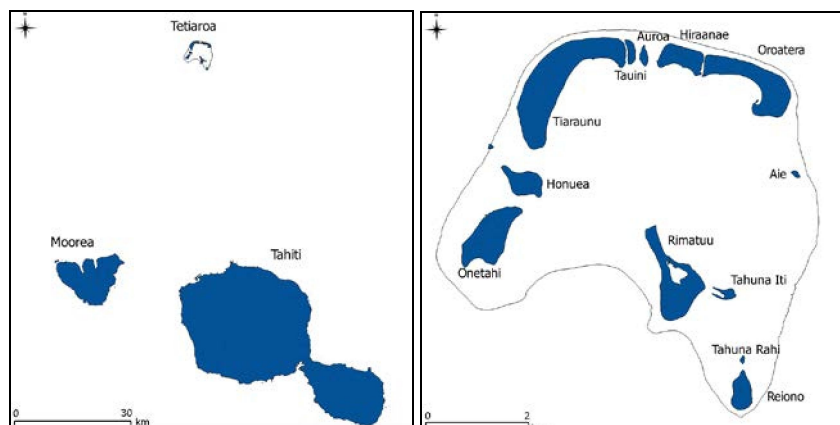 Tetiaroa
Moorea
Tahiti
0 30
km
Auroa Hiraanae
Oroatera
Tauini
Tiaraunu
Aie
Honuea
Rimatuu
Onetahi
Tahuna Iti
Tahuna Rahi
Reiono
0 2